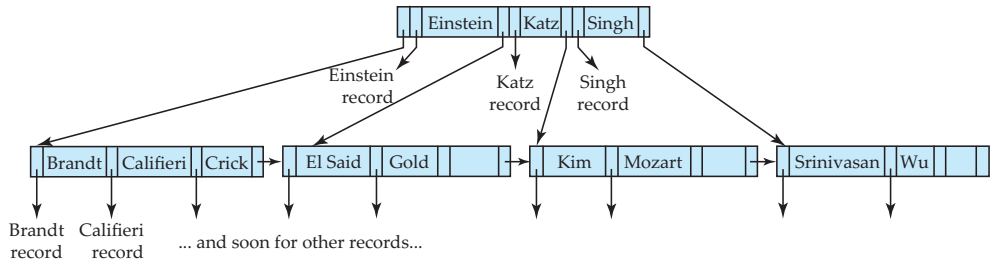 Einstein Katz Singh
Einstein
record
Katz
record
Singh
record
Brandt Califieri Crick
El Said Gold
Kim Mozart
Srinivasan Wu
Brandt
record
Califieri
record
... and soon for other records...